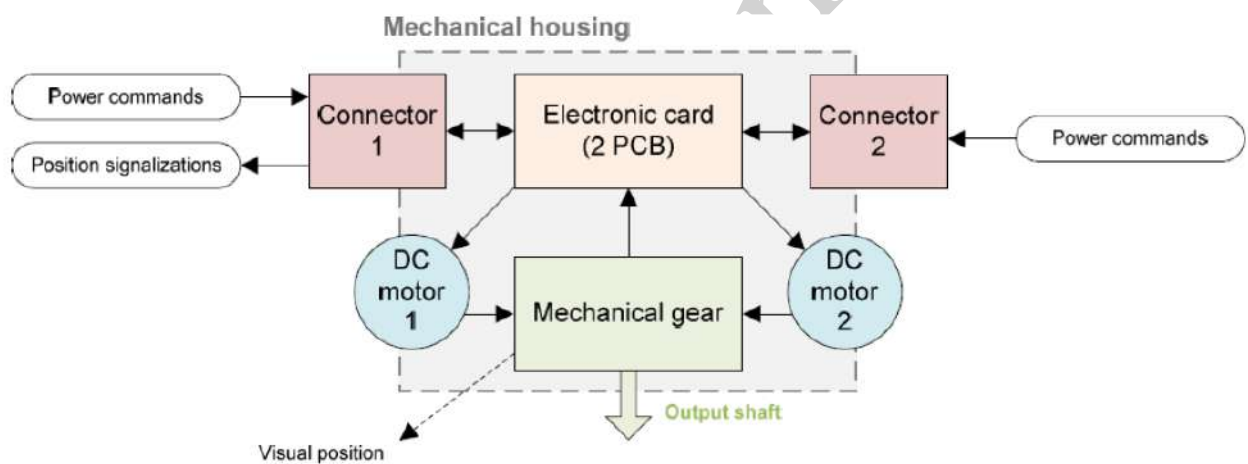 Mechanical housing
Power commands
Position signalizations
Connector
1
Electronic card
(2 PCB)
Connector
2
Power commands
DC
motor
1
Mechanical gear
DC
motor
2
Output shaft
Visual position